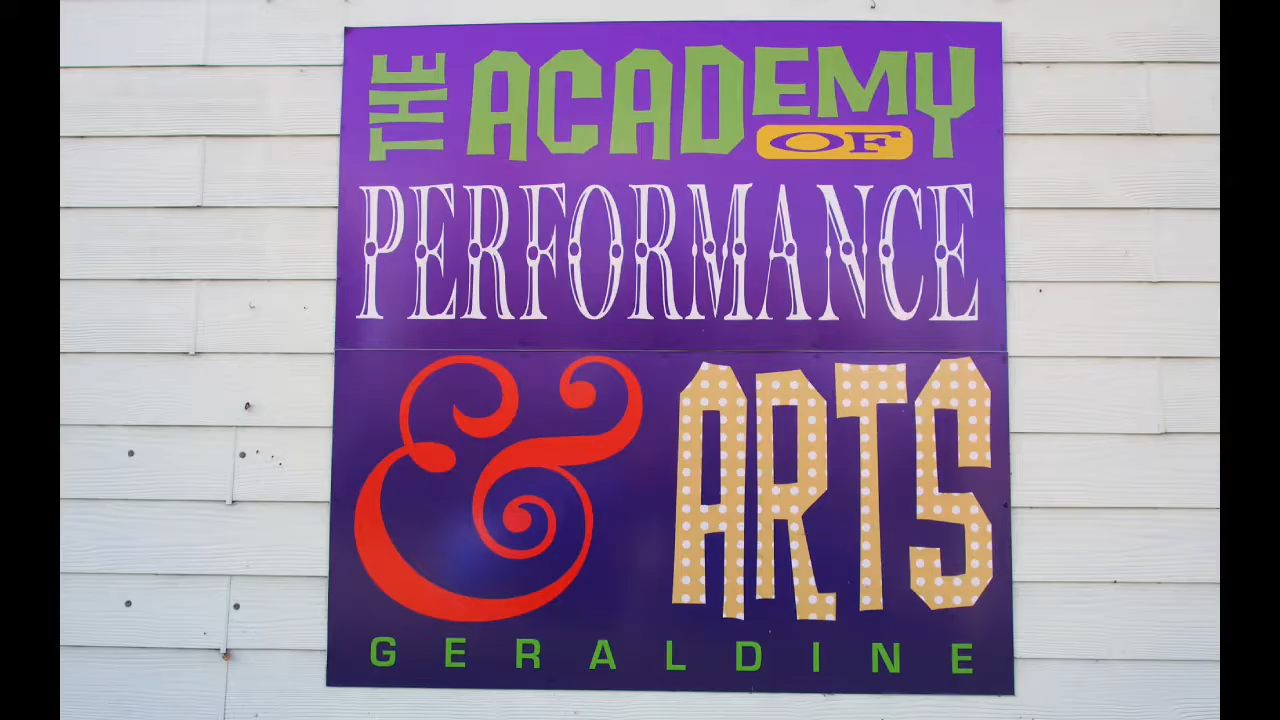 THE ACADEMY
OF
PERFORMANCE
& ARTS
GERALDINE